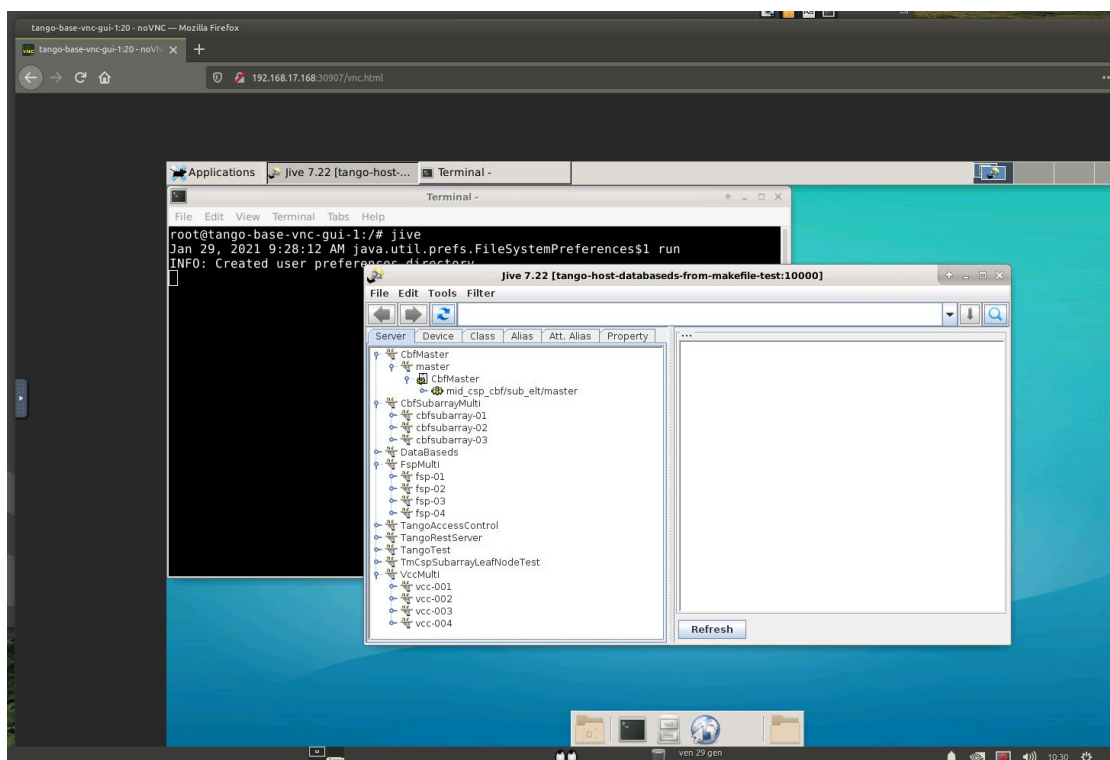 tango-base-vnc-gui-1:20 - noVNC — Mozilla Firefox
tango-base-vnc-gui-1:20 - noVN
192.168.17.168:30907/vnc.html
Applications
Jive 7.22 [tango-host-...
Terminal -
Terminal -
File Edit View Terminal Tabs Help
root@tango-base-vnc-gui-1:/# jive
Jan 29, 2021 9:28:12 AM java.util.prefs.FileSystemPreferences$1 run
INFO: Created user preferences directory.
Jive 7.22 [tango-host-databaseds-from-makefile-test:10000]
File Edit Tools Filter
Server Device Class Alias Att. Alias Property
...
CbfMaster
master
CbfMaster
mid_csp_cbf/sub_elt/master
CbfSubarrayMulti
cbfsubarray-01
cbfsubarray-02
cbfsubarray-03
DataBaseds
FspMulti
fsp-01
fsp-02
fsp-03
fsp-04
TangoAccessControl
TangoRestServer
TangoTest
TmCspSubarrayLeafNodeTest
VccMulti
vcc-001
vcc-002
vcc-003
vcc-004
Refresh
ven 29 gen
10:30